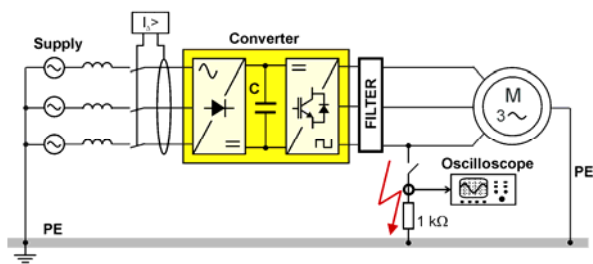 I∆>
Supply
Converter
C
FILTER
M
3～
Oscilloscope
PE
1 kΩ
PE